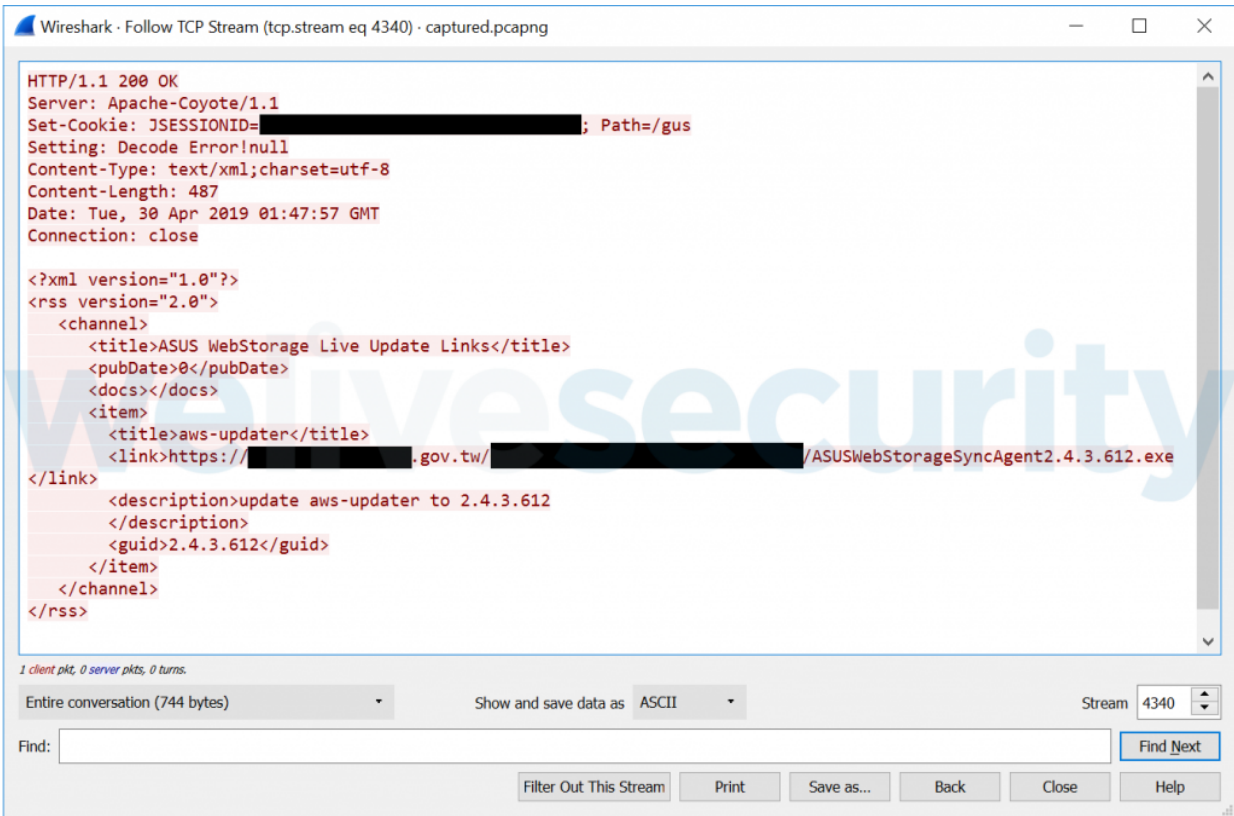 Wireshark · Follow TCP Stream (tcp.stream eq 4340) · captured.pcapng
HTTP/1.1 200 OK
Server: Apache-Coyote/1.1
Set-Cookie: JSESSIONID= ; Path=/gus
Setting: Decode Error!null
Content-Type: text/xml;charset=utf-8
Content-Length: 487
Date: Tue, 30 Apr 2019 01:47:57 GMT
Connection: close
<?xml version="1.0"?>
<rss version="2.0">
<channel>
<title>ASUS WebStorage Live Update Links</title>
<pubDate>0</pubDate>
<docs></docs>
<item>
<title>aws-updater</title>
<link>https:// .gov.tw/ /ASUSWebStorageSyncAgent2.4.3.612.exe
</link>
<description>update aws-updater to 2.4.3.612
</description>
<guid>2.4.3.612</guid>
</item>
</channel>
</rss>
welivesecurity
1 client pkt, 0 server pkts, 0 turns.
Entire conversation (744 bytes) Show and save data as ASCII Stream 4340
Find: Find Next
Filter Out This Stream Print Save as... Back Close Help